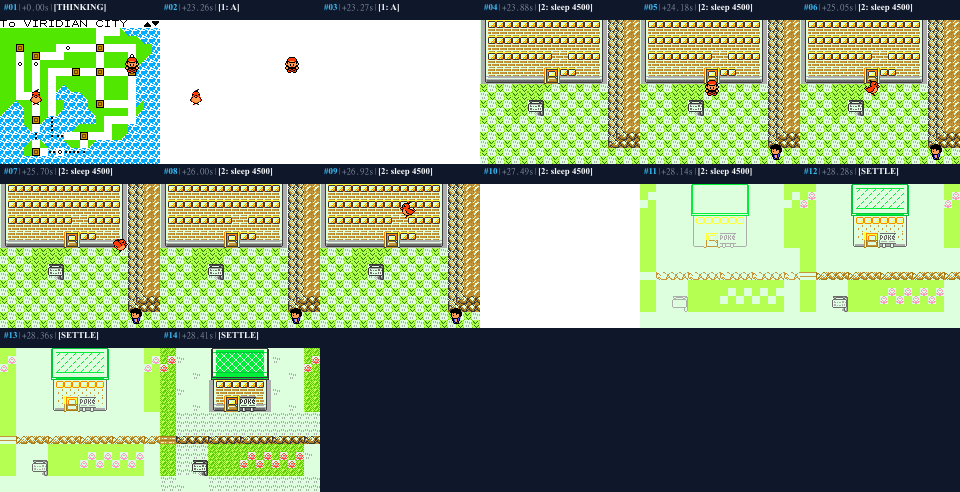 #01|+0.00s|[THINKING]
#02|+23.26s|[1: A]
#03|+23.27s|[1: A]
#04|+23.88s|[2: sleep 4500]
#05|+24.18s|[2: sleep 4500]
#06|+25.05s|[2: sleep 4500]
To VIRIDIAN CITY
#07|+25.70s|[2: sleep 4500]
#08|+26.00s|[2: sleep 4500]
#09|+26.92s|[2: sleep 4500]
#10|+27.49s|[2: sleep 4500]
#11|+28.14s|[2: sleep 4500]
#12|+28.28s|[SETTLE]
POKé
POKé
#13|+28.36s|[SETTLE]
#14|+28.41s|[SETTLE]
POKé
POKé